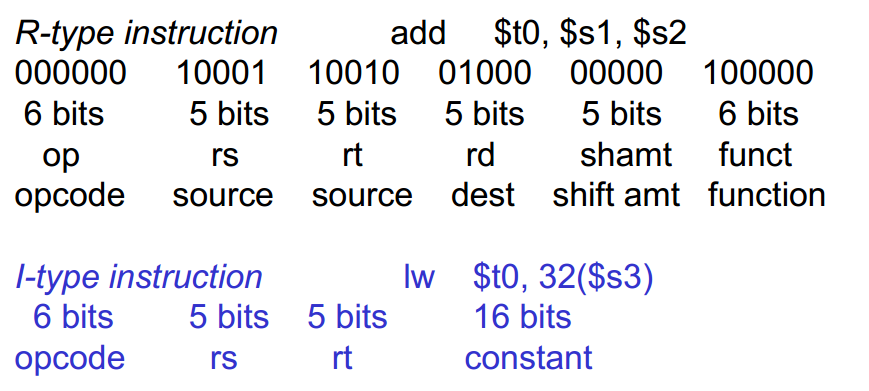 R-type instruction add $t0, $s1, $s2
000000 10001 10010 01000 00000 100000
6 bits 5 bits 5 bits 5 bits 5 bits 6 bits
op rs rt rd shamt funct
opcode source source dest shift amt function
I-type instruction lw $t0, 32($s3)
6 bits 5 bits 5 bits 16 bits
opcode rs rt constant